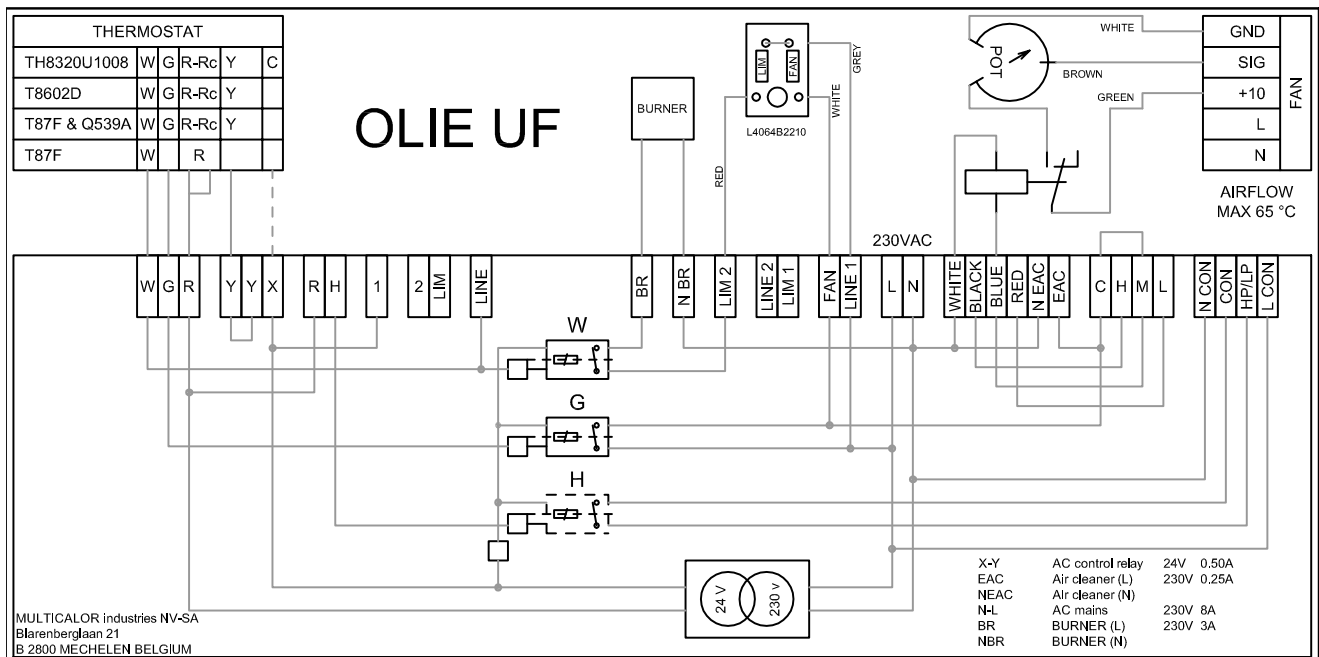 THERMOSTAT
TH8320U1008 W G R-Rc Y C
T8602D W G R-Rc Y
T87F & Q539A W G R-Rc Y
T87F W R
OLIE UF
BURNER
LIM FAN
L4064B2210
RED
WHITE
GREY
POT
WHITE
BROWN
GREEN
GND
SIG
+10
L
N
FAN
AIRFLOW
MAX 65 °C
230VAC
W G R Y Y X R H 1 2 LIM LINE BR N BR LIM 2 LINE 2 LIM 1 FAN LINE 1 L N WHITE BLACK BLUE RED N EAC EAC C H M L N CON CON HP/LP L CON
W
G
H
24 V 230 v
X-Y AC control relay 24V 0.50A
EAC Air cleaner (L) 230V 0.25A
NEAC Air cleaner (N)
N-L AC mains 230V 8A
BR BURNER (L) 230V 3A
NBR BURNER (N)
MULTICALOR industries NV-SA
Blarenberglaan 21
B 2800 MECHELEN BELGIUM